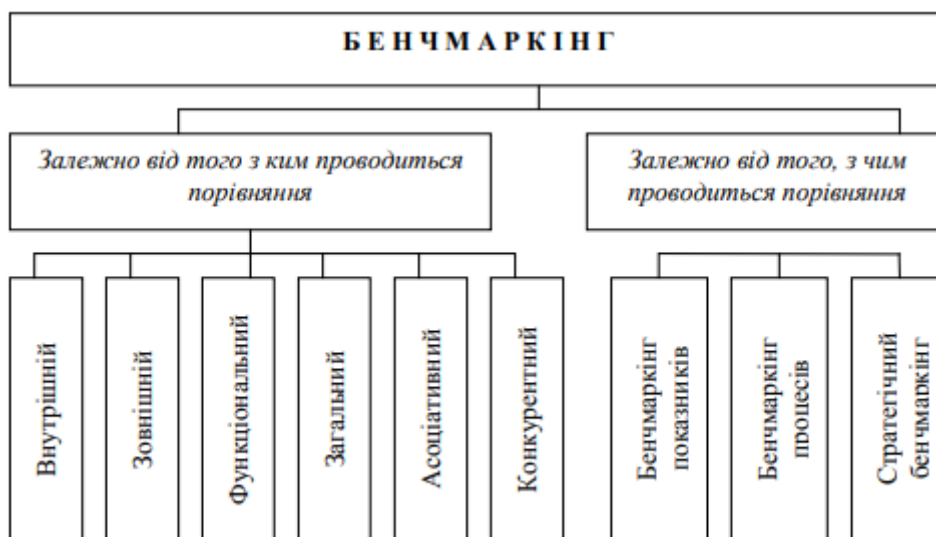 БЕНЧМАРКІНГ
Залежно від того з ким проводиться
порівняння
Залежно від того, з чим
проводиться порівняння
Внутрішній
Зовнішній
Функціональний
Загальний
Асоціативний
Конкурентний
Бенчмаркінг
показників
Бенчмаркінг
процесів
Стратегічний
бенчмаркінг